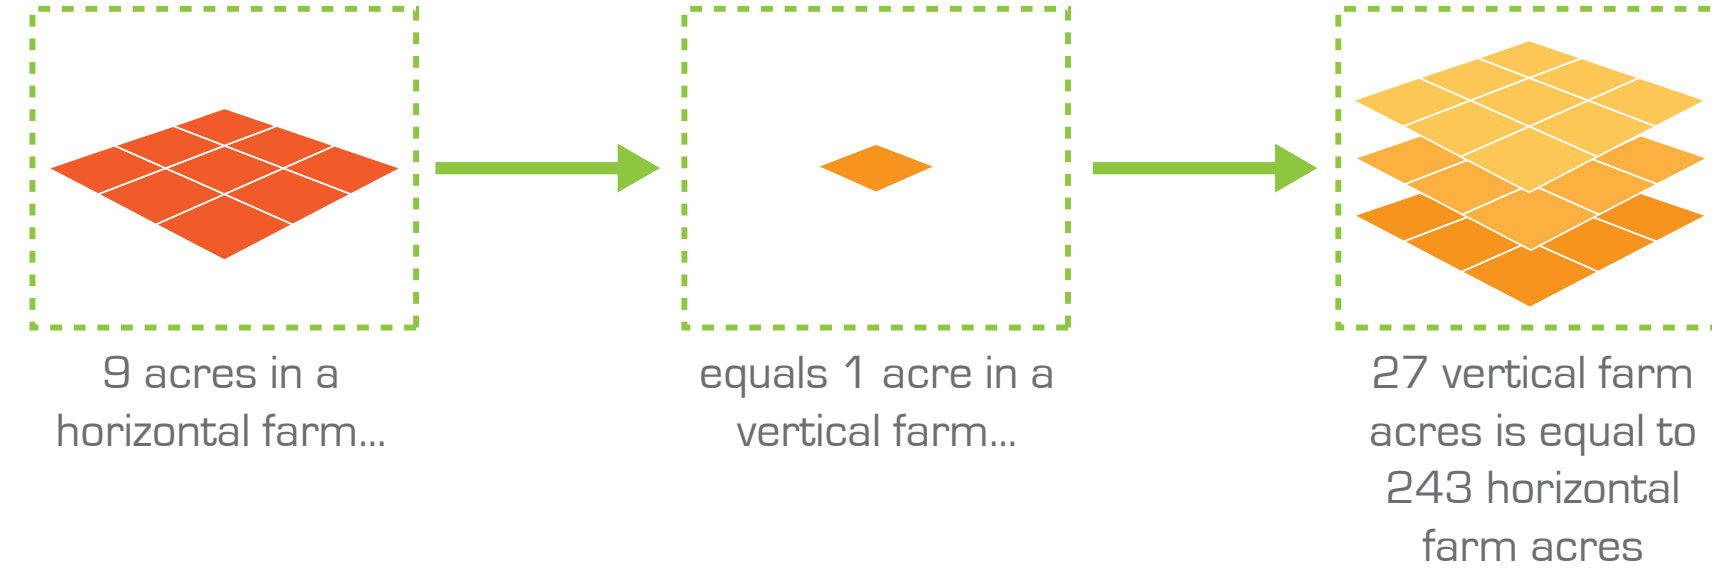 9 acres in a
horizontal farm...
equals 1 acre in a
vertical farm...
27 vertical farm
acres is equal to
243 horizontal
farm acres